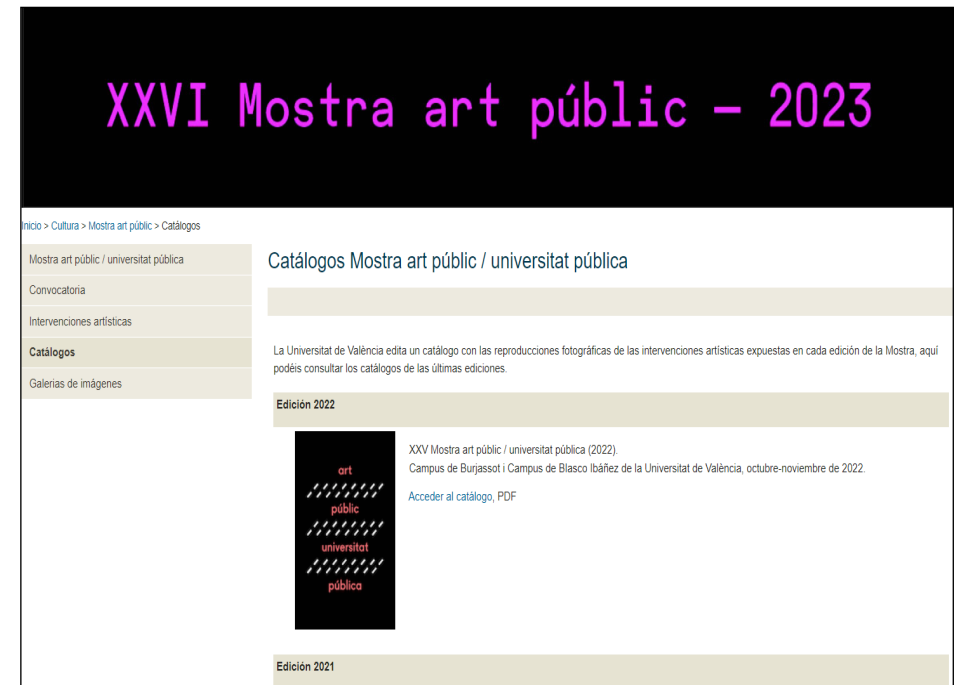 XXVI Mostra art públic – 2023
Inicio > Cultura > Mostra art públic > Catálogos
Mostra art públic / universitat pública
Convocatoria
Intervenciones artísticas
Catálogos
Galerias de imágenes
Catálogos Mostra art públic / universitat pública
La Universitat de València edita un catálogo con las reproducciones fotográficas de las intervenciones artísticas expuestas en cada edición de la Mostra, aquí
podéis consultar los catálogos de las últimas ediciones.
Edición 2022
art
públic
universitat
pública
XXV Mostra art públic / universitat pública (2022).
Campus de Burjassot i Campus de Blasco Ibáñez de la Universitat de València, octubre-noviembre de 2022.
Acceder al catálogo, PDF
Edición 2021